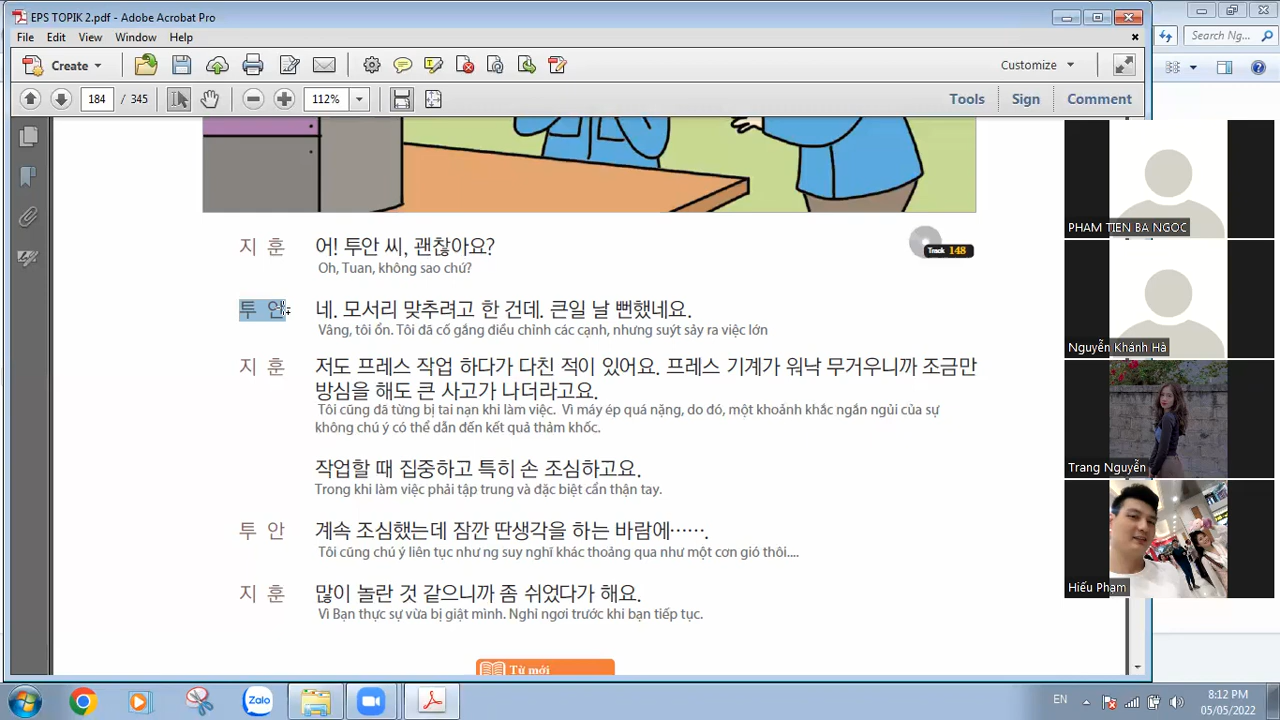 EPS TOPIK 2.pdf - Adobe Acrobat Pro
Search Ng...
File Edit View Window Help
Create
Customize
184 / 345
112%
Tools Sign Comment
지 훈 어! 투안 씨, 괜찮아요?
Oh, Tuan, không sao chứ?
Track 148
투 안 네. 모서리 맞추려고 한 건데. 큰일 날 뻔했네요.
Vâng, tôi ổn. Tôi đã cố gắng điều chỉnh các cạnh, nhưng suýt sảy ra việc lớn
지 훈 저도 프레스 작업 하다가 다친 적이 있어요. 프레스 기계가 워낙 무거우니까 조금만
방심을 해도 큰 사고가 나더라고요.
Tôi cũng đã từng bị tai nạn khi làm việc. Vì máy ép quá nặng, do đó, một khoảnh khắc ngắn ngủi của sự
không chú ý có thể dẫn đến kết quả thảm khốc.
작업할 때 집중하고 특히 손 조심하고요.
Trong khi làm việc phải tập trung và đặc biệt cẩn thận tay.
투 안 계속 조심했는데 잠깐 딴생각을 하는 바람에…….
Tôi cũng chú ý liên tục như ng suy nghĩ khác thoảng qua như một cơn gió thôi....
지 훈 많이 놀란 것 같으니까 좀 쉬었다가 해요.
Vì Bạn thực sự vừa bị giật mình. Nghỉ ngơi trước khi bạn tiếp tục.
Từ mới
PHAM TIEN BA NGOC
Nguyễn Khánh Hà
Trang Nguyễn
Hiếu Phạm
Zalo
EN
8:12 PM
05/05/2022